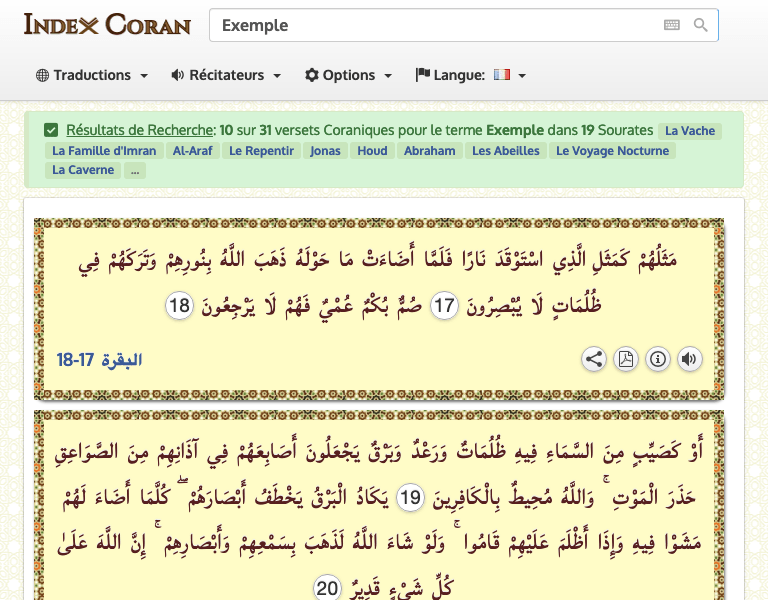 INDEX CORAN
Exemple
Traductions
Récitateurs
Options
Langue:
Résultats de Recherche: 10 sur 31 versets Coraniques pour le terme Exemple dans 19 Sourates La Vache
La Famille d'Imran Al-Araf Le Repentir Jonas Houd Abraham Les Abeilles Le Voyage Nocturne
La Caverne ...
مَثَلُهُمْ كَمَثَلِ الَّذِي اسْتَوْقَدَ نَارًا فَلَمَّا أَضَاءَتْ مَا حَوْلَهُ ذَهَبَ اللَّهُ بِنُورِهِمْ وَتَرَكَهُمْ فِي
ظُلُمَاتٍ لَا يُبْصِرُونَ 17 صُمٌّ بُكْمٌ عُمْيٌ فَهُمْ لَا يَرْجِعُونَ 18
البقرة 17-18
أَوْ كَصَيِّبٍ مِنَ السَّمَاءِ فِيهِ ظُلُمَاتٌ وَرَعْدٌ وَبَرْقٌ يَجْعَلُونَ أَصَابِعَهُمْ فِي آذَانِهِمْ مِنَ الصَّوَاعِقِ
حَذَرَ الْمَوْتِ ۚ وَاللَّهُ مُحِيطٌ بِالْكَافِرِينَ 19 يَكَادُ الْبَرْقُ يَخْطَفُ أَبْصَارَهُمْ ۖ كُلَّمَا أَضَاءَ لَهُمْ
مَشَوْا فِيهِ وَإِذَا أَظْلَمَ عَلَيْهِمْ قَامُوا ۚ وَلَوْ شَاءَ اللَّهُ لَذَهَبَ بِسَمْعِهِمْ وَأَبْصَارِهِمْ ۚ إِنَّ اللَّهَ عَلَىٰ
كُلِّ شَيْءٍ قَدِيرٌ 20